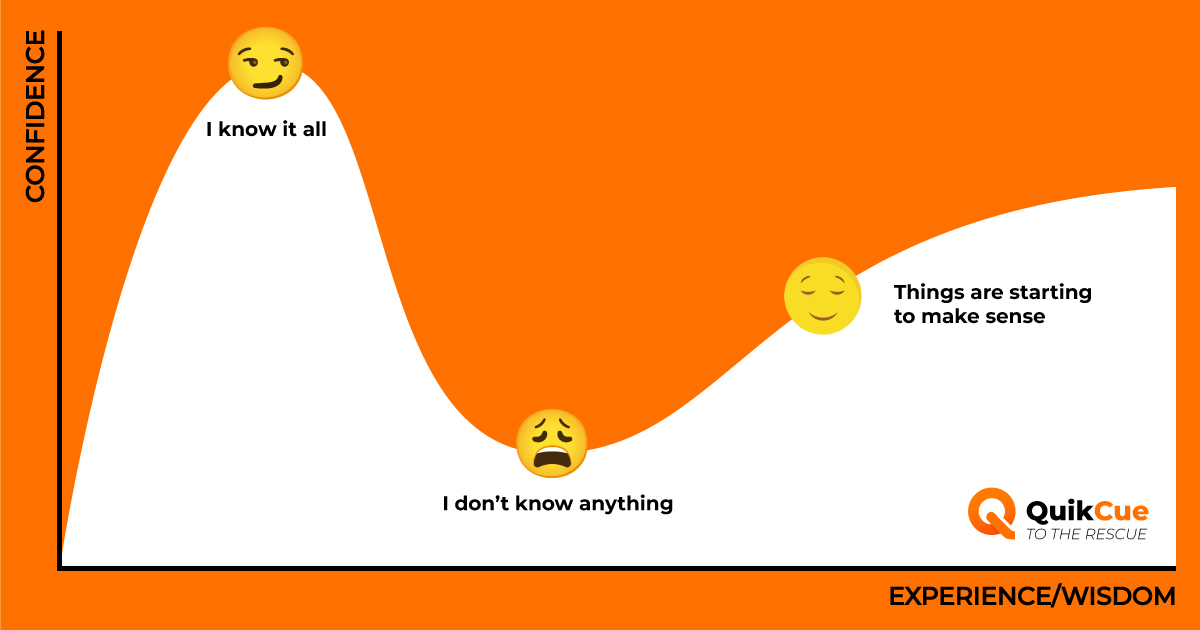 CONFIDENCE
I know it all
Things are starting
to make sense
I don’t know anything
QuikCue
TO THE RESCUE
EXPERIENCE/WISDOM